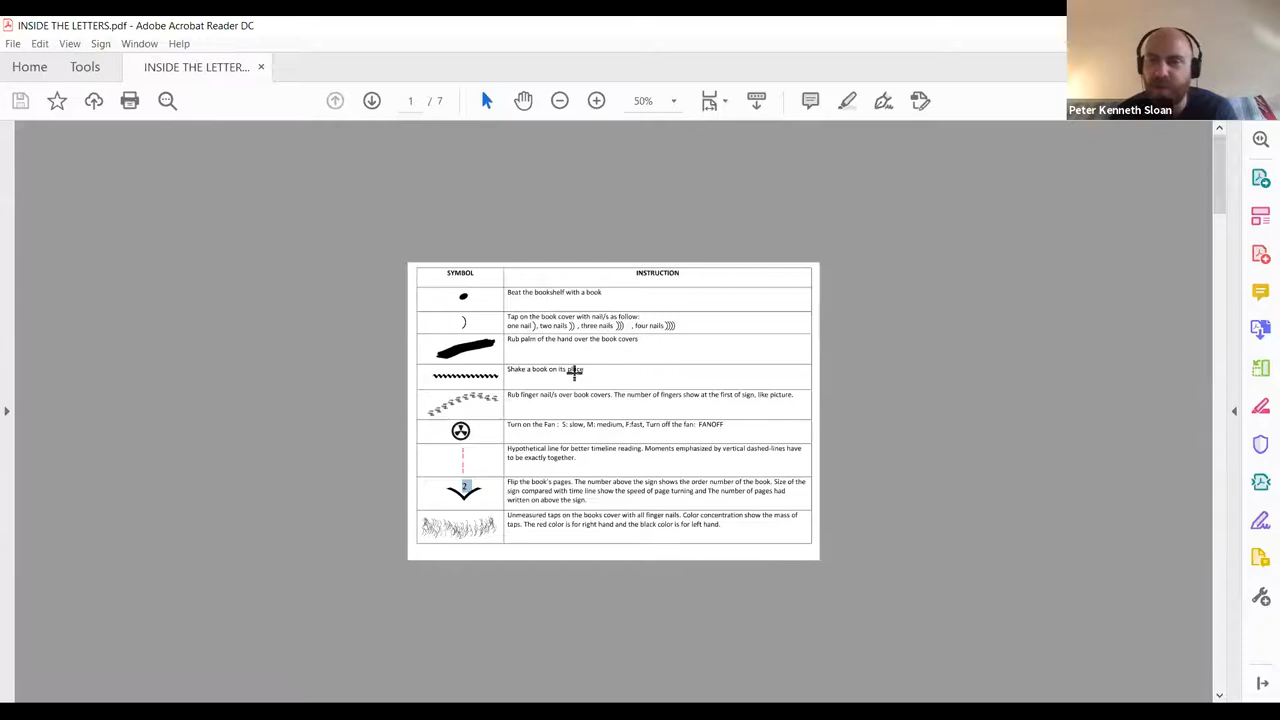 INSIDE THE LETTERS.pdf - Adobe Acrobat Reader DC
File Edit View Sign Window Help
Home Tools INSIDE THE LETTER... ×
1 / 7 50%
Peter Kenneth Sloan
SYMBOL INSTRUCTION
Beat the bookshelf with a book
Tap on the book cover with nail/s as follow:
one nail ), two nails )) , three nails ))) , four nails ))))
Rub palm of the hand over the book covers
Shake a book on its place
Rub finger nail/s over book covers. The number of fingers show at the first of sign, like picture.
Turn on the Fan : S: slow, M: medium, F:fast, Turn off the fan: FANOFF
Hypothetical line for better timeline reading. Moments emphasized by vertical dashed-lines have
to be exactly together.
2
Flip the book's pages. The number above the sign shows the order number of the book. Size of the
sign compared with time line show the speed of page turning and The number of pages had
written on above the sign.
Unmeasured taps on the books cover with all finger nails. Color concentration show the mass of
taps. The red color is for right hand and the black color is for left hand.